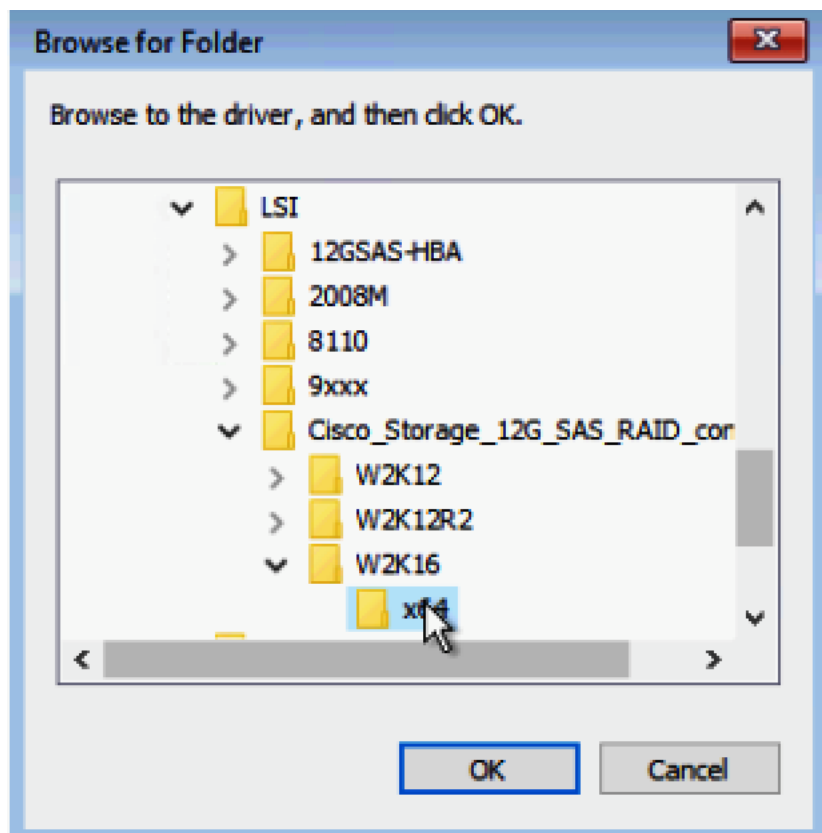 Browse for Folder
Browse to the driver, and then click OK.
LSI
12GSAS-HBA
2008M
8110
9xxx
Cisco_Storage_12G_SAS_RAID_con
W2K12
W2K12R2
W2K16
x64
OK
Cancel